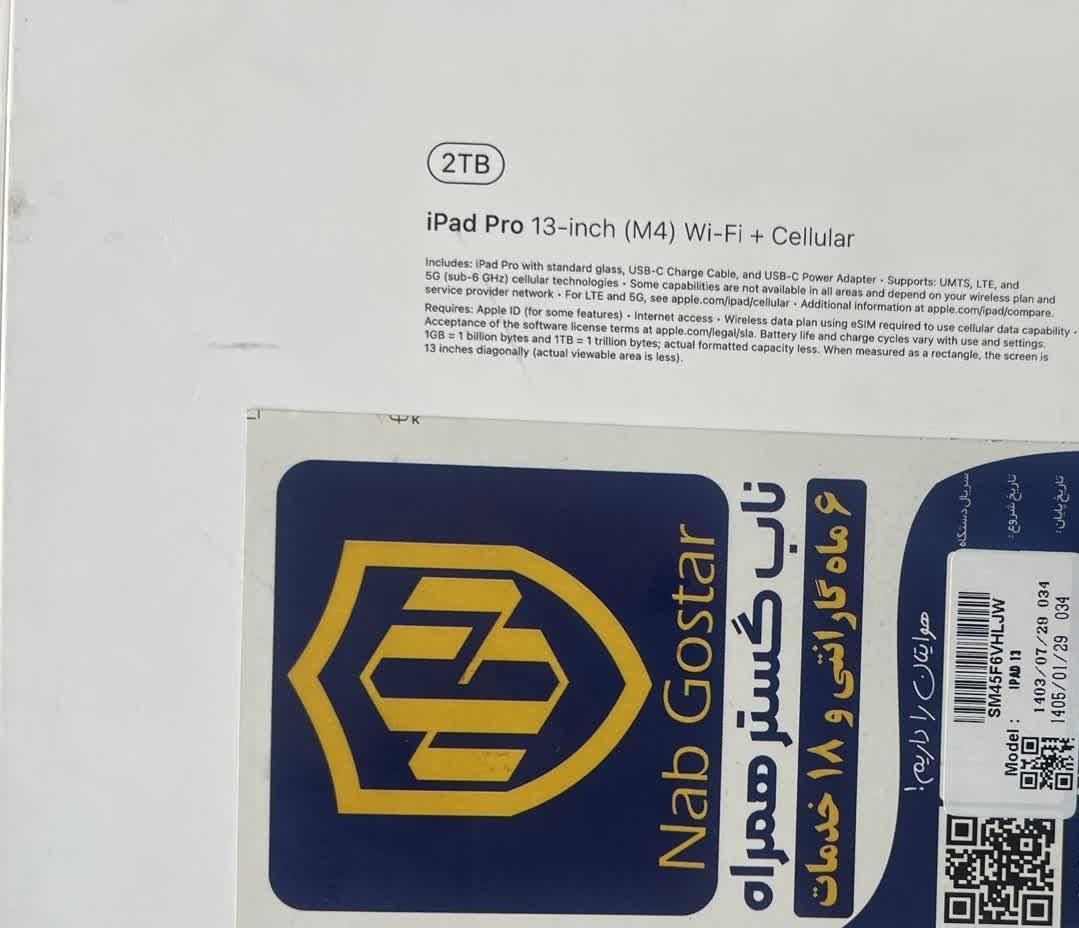 2TB
iPad Pro 13-inch (M4) Wi-Fi + Cellular
Includes: iPad Pro with standard glass, USB-C Charge Cable, and USB-C Power Adapter • Supports: UMTS, LTE, and
5G (sub-6 GHz) cellular technologies • Some capabilities are not available in all areas and depend on your wireless plan and
service provider network • For LTE and 5G, see apple.com/ipad/cellular • Additional information at apple.com/ipad/compare.
Requires: Apple ID (for some features) • Internet access • Wireless data plan using eSIM required to use cellular data capability •
Acceptance of the software license terms at apple.com/legal/sla. Battery life and charge cycles vary with use and settings.
1GB = 1 billion bytes and 1TB = 1 trillion bytes; actual formatted capacity less. When measured as a rectangle, the screen is
13 inches diagonally (actual viewable area is less).
Nab Gostar
ناب گستر همراه
۶ ماه گارانتی و ۱۸ خدمات
هوایتان را داریم!
سریال دستگاه
تاریخ شروع:
تاریخ پایان:
SM45F6VHLJW
Model : IPAD 13
1403/07/29 034
1405/01/29 034